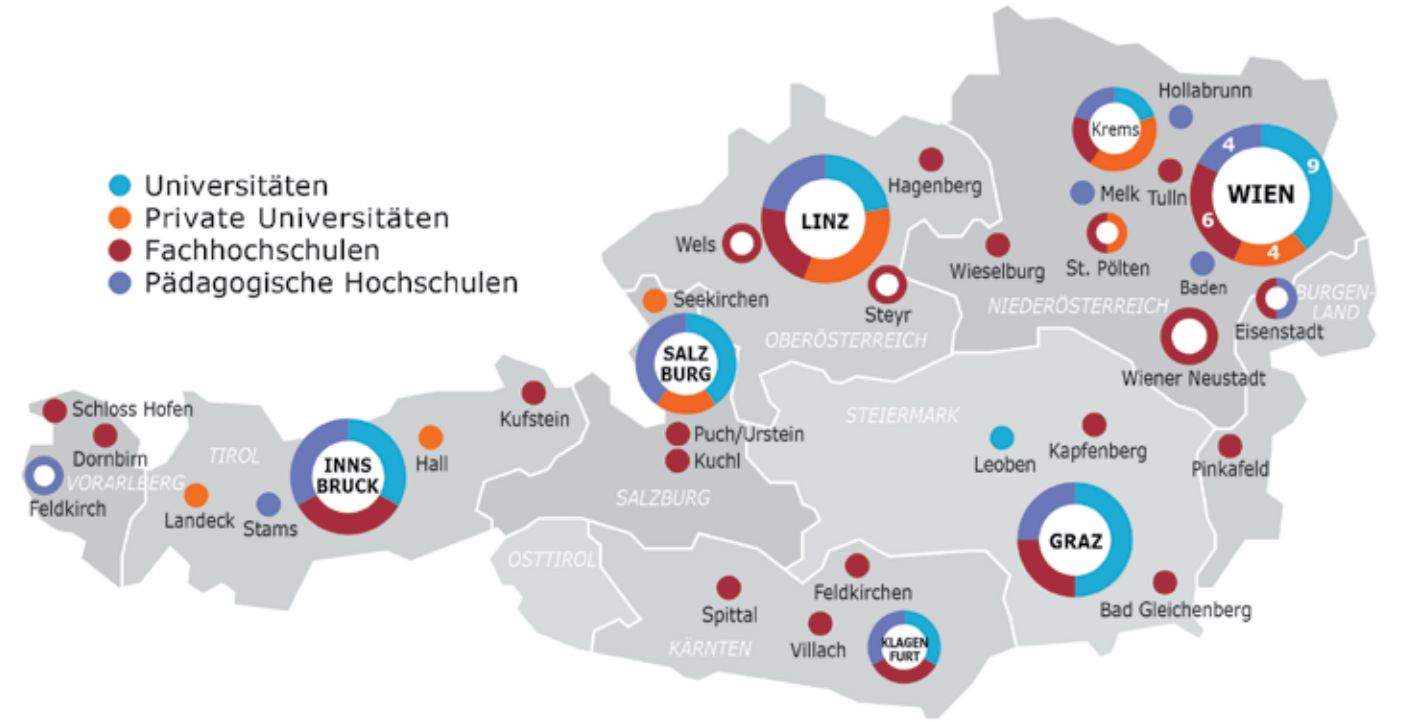 Universitäten
Private Universitäten
Fachhochschulen
Pädagogische Hochschulen
Hollabrunn
Krems
4
9
WIEN
6
4
Melk
Tulln
Hagenberg
LINZ
Wels
St. Pölten
Wieselburg
Baden
NIEDERÖSTERREICH
BURGEN-
LAND
Seekirchen
Steyr
Eisenstadt
OBERÖSTERREICH
SALZ
BURG
Wiener Neustadt
Kufstein
Schloss Hofen
Dornbirn
VORARLBERG
Feldkirch
TIROL
INNS
BRUCK
Hall
Landeck
Stams
Puch/Urstein
Kuchl
SALZBURG
STEIERMARK
Leoben
Kapfenberg
Pinkafeld
GRAZ
OSTTIROL
Feldkirchen
Spittal
Bad Gleichenberg
KÄRNTEN
Villach
KLAGEN
FURT